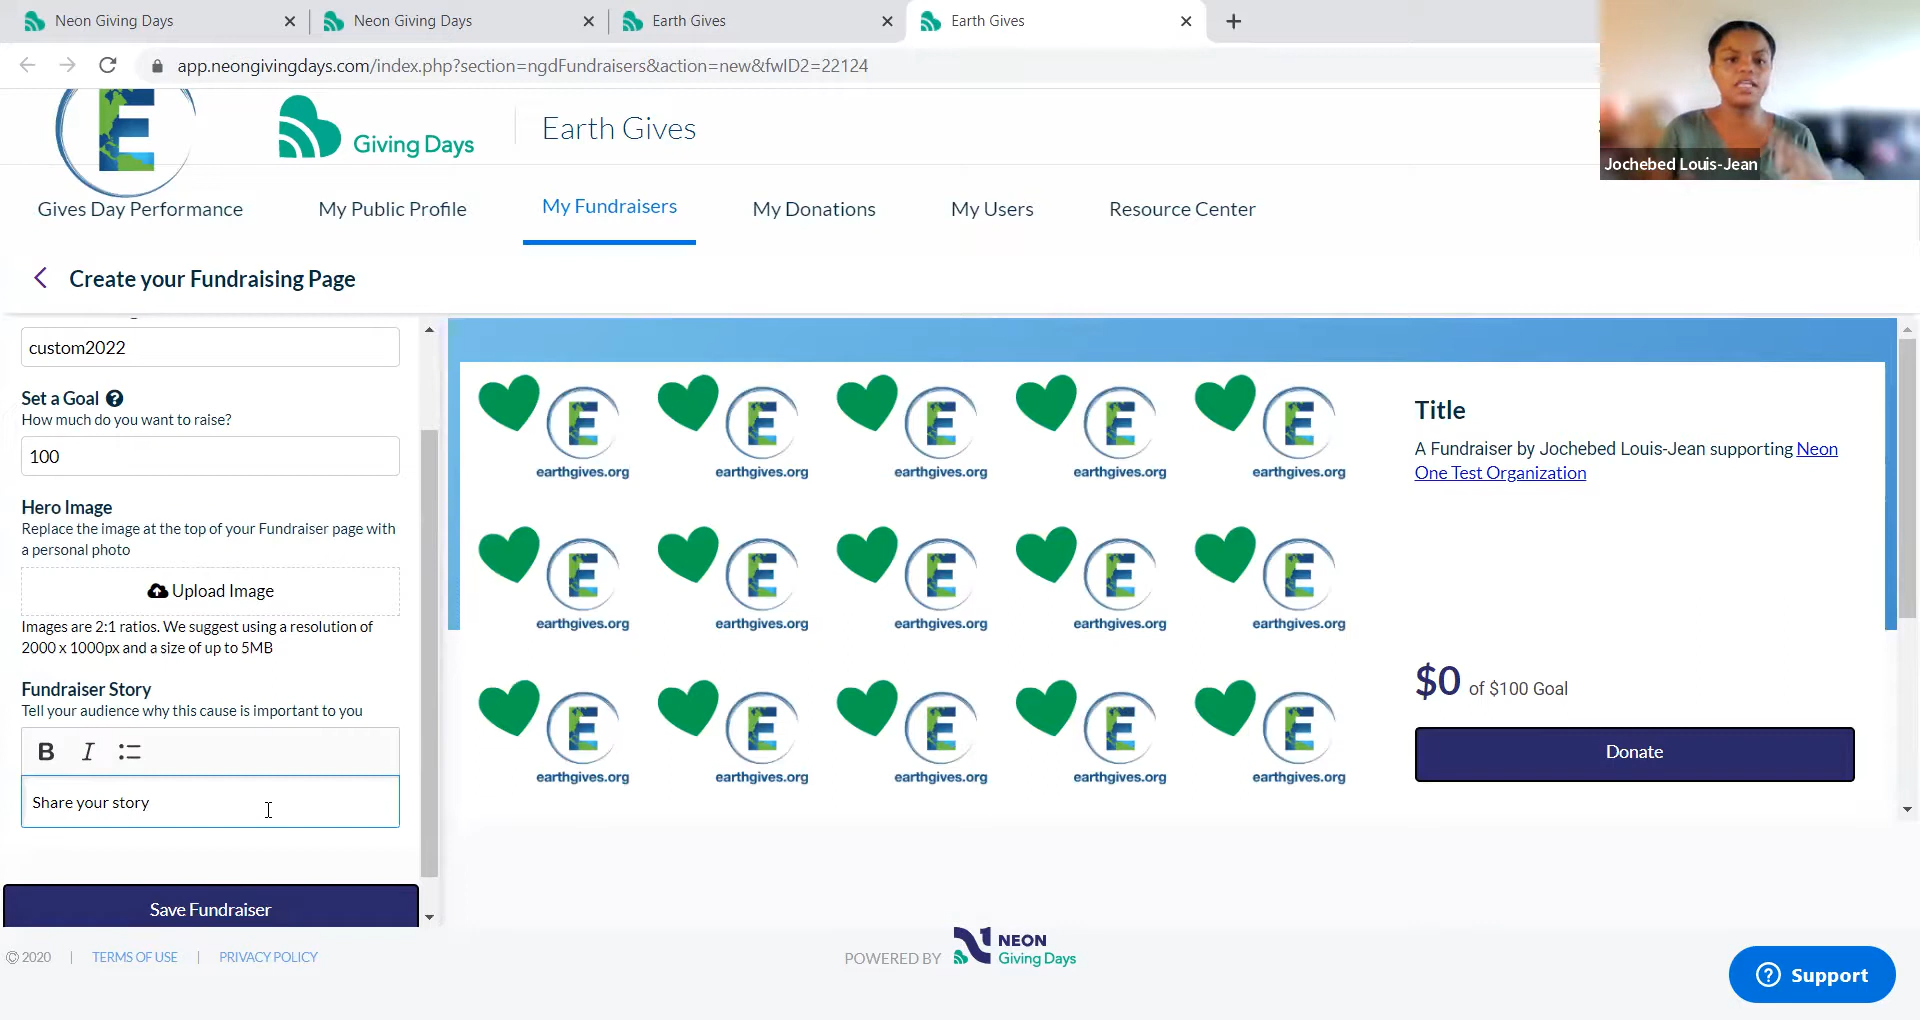 Neon Giving Days
Neon Giving Days
Earth Gives
Earth Gives
app.neongivingdays.com/index.php?section=ngdFundraisers&action=new&fwID2=22124
E
Giving Days
Earth Gives
Jochebed Louis-Jean
Gives Day Performance
My Public Profile
My Fundraisers
My Donations
My Users
Resource Center
Create your Fundraising Page
custom2022
Set a Goal
How much do you want to raise?
100
Hero Image
Replace the image at the top of your Fundraiser page with
a personal photo
Upload Image
Images are 2:1 ratios. We suggest using a resolution of
2000 x 1000px and a size of up to 5MB
Fundraiser Story
Tell your audience why this cause is important to you
B I
Share your story
Save Fundraiser
E E E E E
earthgives.org earthgives.org earthgives.org earthgives.org earthgives.org
E E E E E
earthgives.org earthgives.org earthgives.org earthgives.org earthgives.org
E E E E E
earthgives.org earthgives.org earthgives.org earthgives.org earthgives.org
Title
A Fundraiser by Jochebed Louis-Jean supporting Neon
One Test Organization
$0 of $100 Goal
Donate
© 2020 | TERMS OF USE | PRIVACY POLICY
POWERED BY
NEON
Giving Days
Support